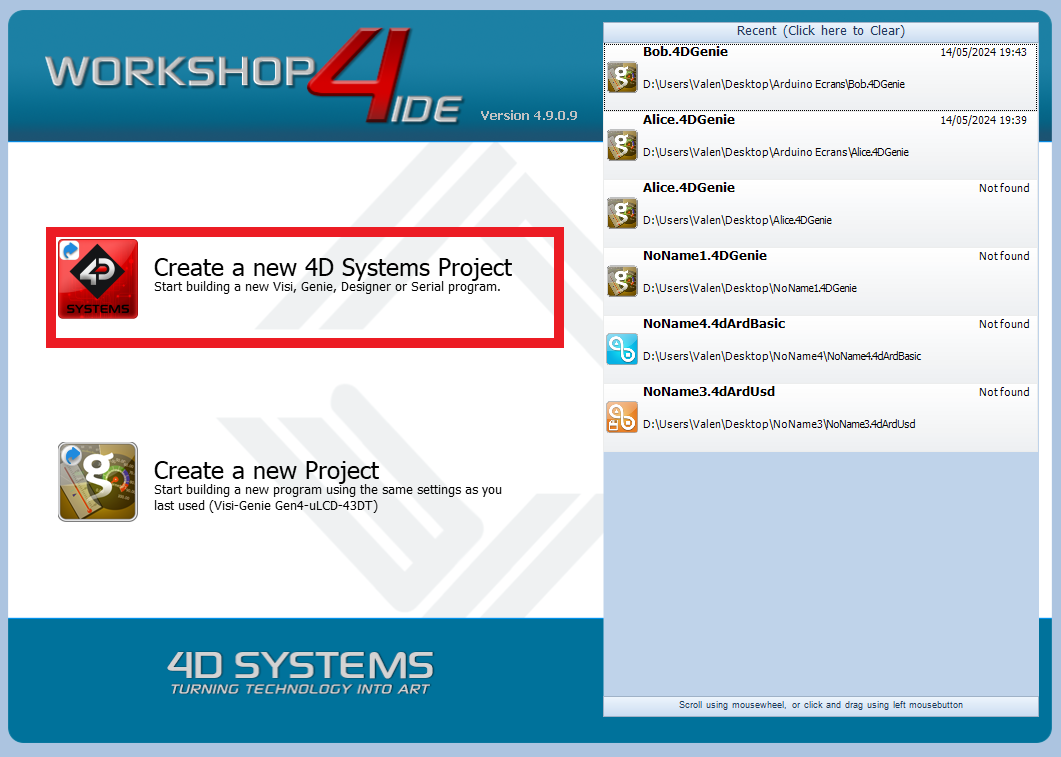 WORKSHOP 4 IDE
Version 4.9.0.9
4D
SYSTEMS
Create a new 4D Systems Project
Start building a new Visi, Genie, Designer or Serial program.
g
Create a new Project
Start building a new program using the same settings as you
last used (Visi-Genie Gen4-uLCD-43DT)
4D SYSTEMS
TURNING TECHNOLOGY INTO ART
Recent (Click here to Clear)
Bob.4DGenie 14/05/2024 19:43
D:\Users\Valen\Desktop\Arduino Ecrans\Bob.4DGenie
Alice.4DGenie 14/05/2024 19:39
D:\Users\Valen\Desktop\Arduino Ecrans\Alice.4DGenie
Alice.4DGenie Not found
D:\Users\Valen\Desktop\Alice.4DGenie
NoName1.4DGenie Not found
D:\Users\Valen\Desktop\NoName1.4DGenie
NoName4.4dArdBasic Not found
D:\Users\Valen\Desktop\NoName4\NoName4.4dArdBasic
NoName3.4dArdUsd Not found
D:\Users\Valen\Desktop\NoName3\NoName3.4dArdUsd
Scroll using mousewheel, or click and drag using left mousebutton